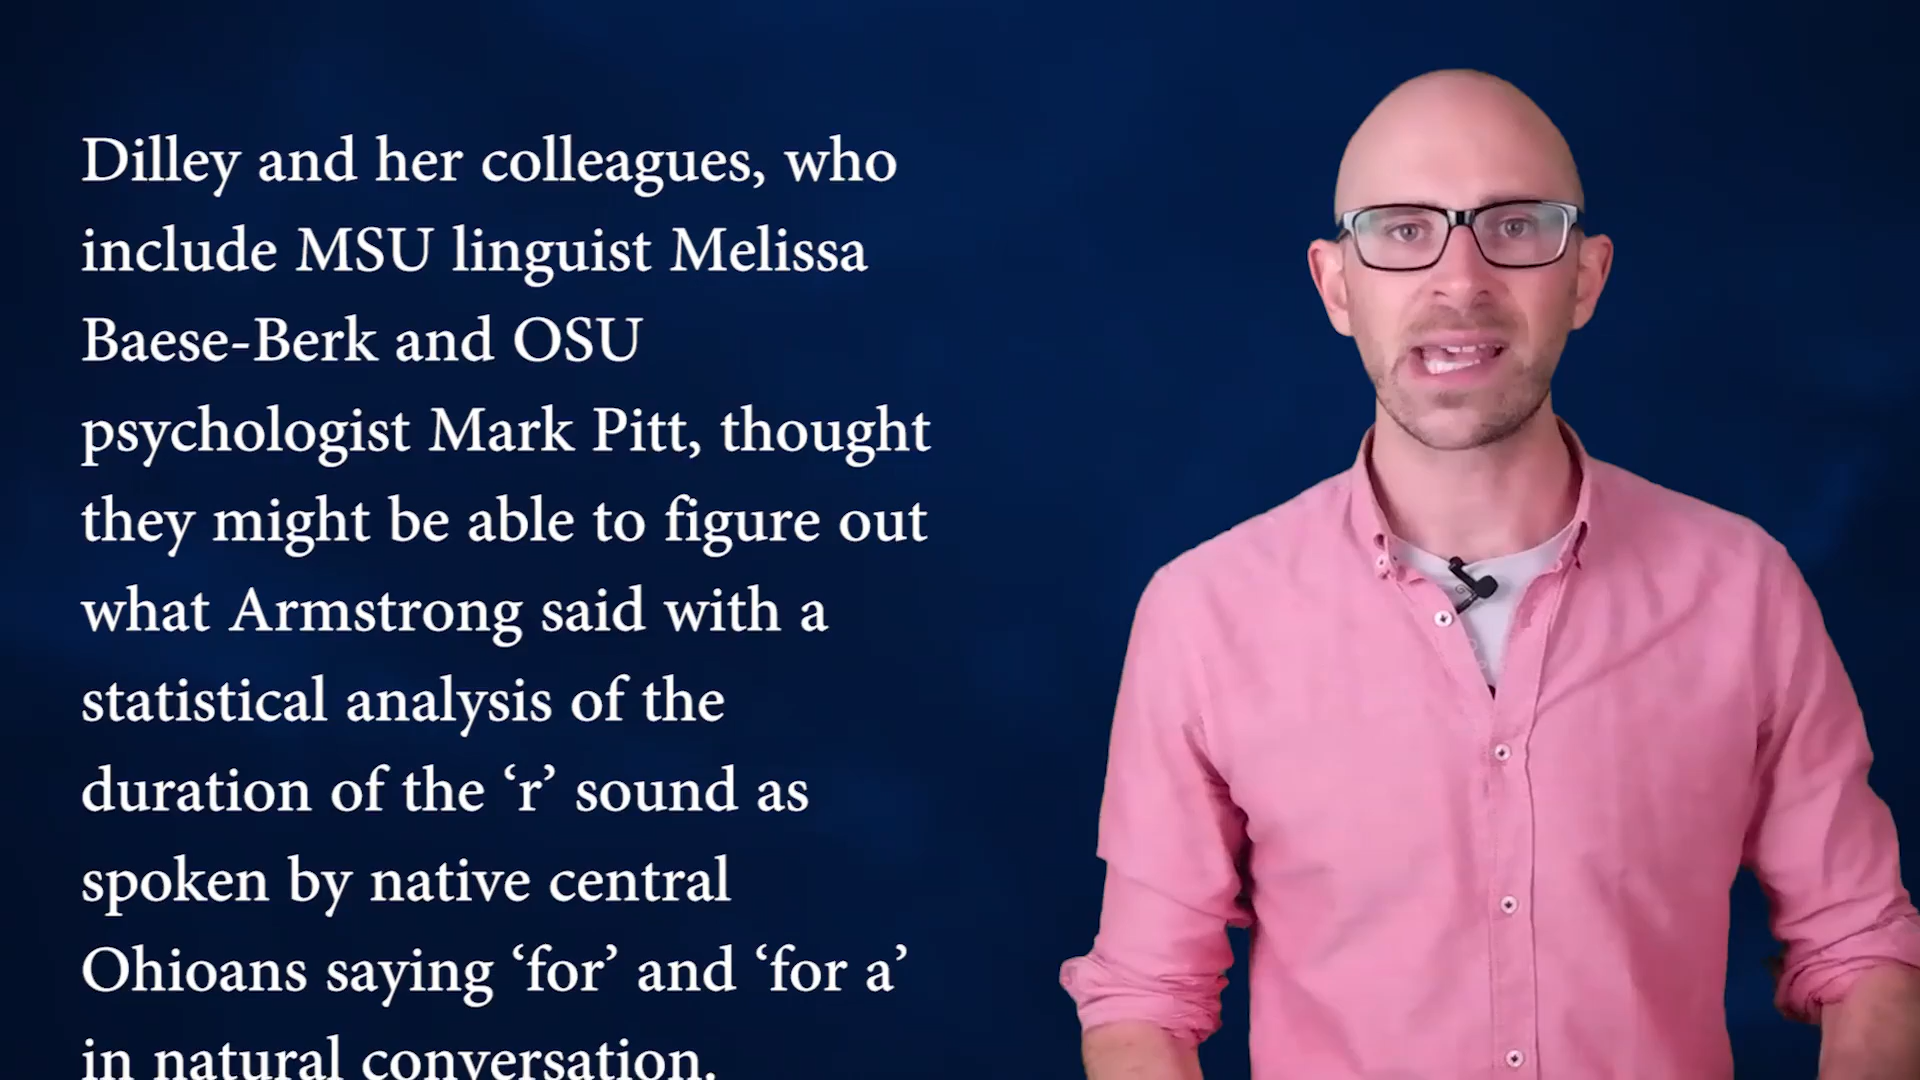 Dilley and her colleagues, who
include MSU linguist Melissa
Baese-Berk and OSU
psychologist Mark Pitt, thought
they might be able to figure out
what Armstrong said with a
statistical analysis of the
duration of the ‘r’ sound as
spoken by native central
Ohioans saying ‘for’ and ‘for a’
in natural conversation.